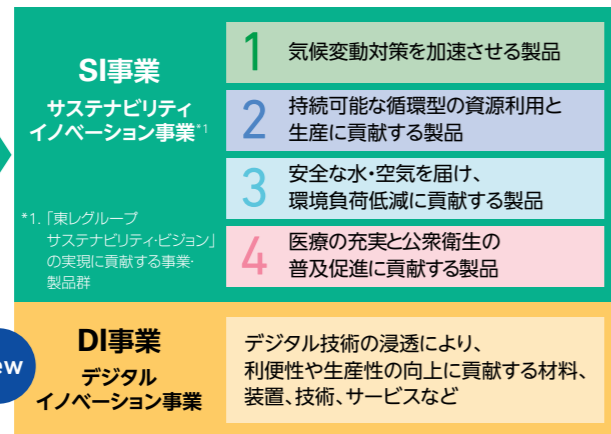 SI事業
サステナビリティ
イノベーション事業*1
*1.「東レグループ
サステナビリティ・ビジョン」
の実現に貢献する事業・
製品群
1
気候変動対策を加速させる製品
2
持続可能な循環型の資源利用と
生産に貢献する製品
3
安全な水・空気を届け、
環境負荷低減に貢献する製品
4
医療の充実と公衆衛生の
普及促進に貢献する製品
DI事業
デジタル
イノベーション事業
デジタル技術の浸透により、
利便性や生産性の向上に貢献する材料、
装置、技術、サービスなど